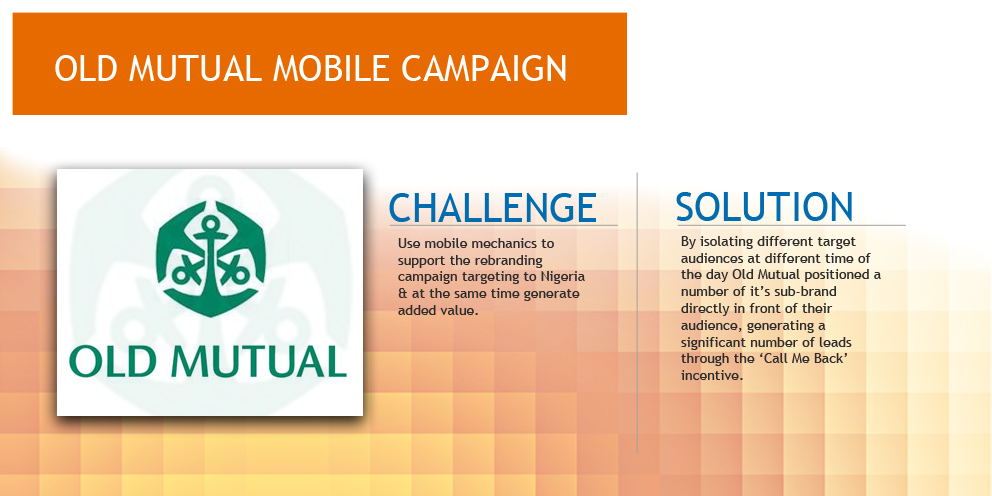 OLD MUTUAL MOBILE CAMPAIGN
OLD MUTUAL
CHALLENGE
Use mobile mechanics to
support the rebranding
campaign targeting to Nigeria
& at the same time generate
added value.
SOLUTION
By isolating different target
audiences at different time of
the day Old Mutual positioned a
number of it’s sub-brand
directly in front of their
audience, generating a
significant number of leads
through the ‘Call Me Back’
incentive.